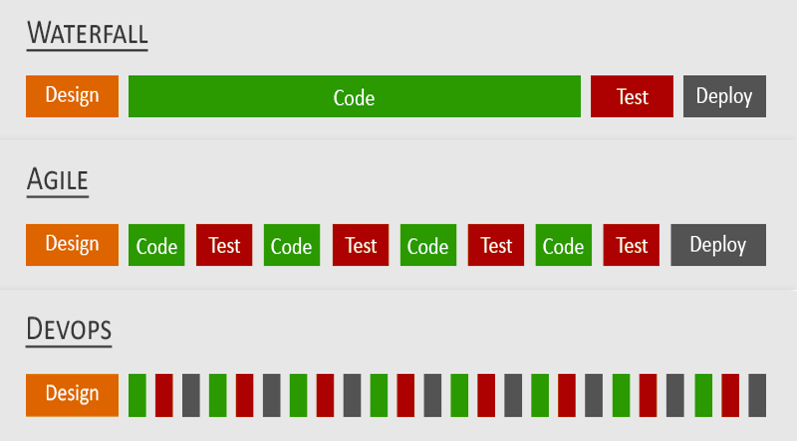 Waterfall
Design Code Test Deploy
Agile
Design Code Test Code Test Code Test Code Test Deploy
Devops
Design